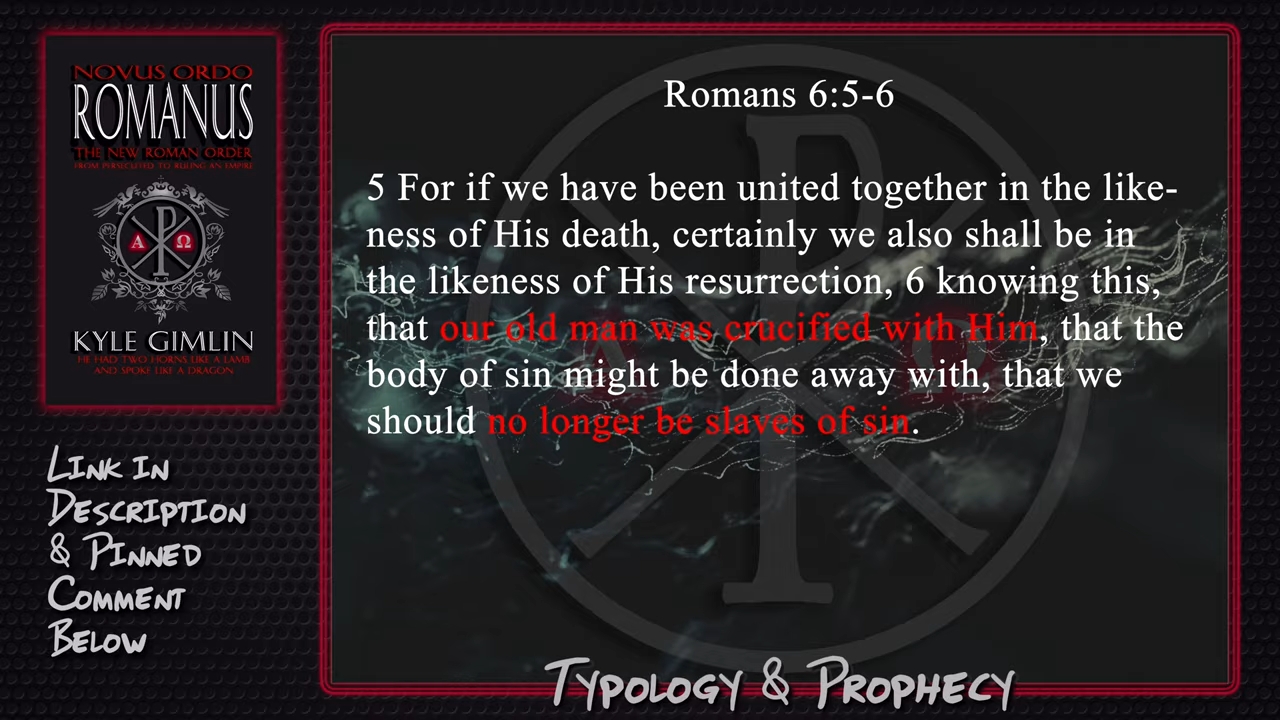 NOVUS ORDO
ROMANUS
THE NEW ROMAN ORDER
FROM PERSECUTED TO RULING AN EMPIRE
Α
Ω
KYLE GIMLIN
HE HAD TWO HORNS LIKE A LAMB
AND SPOKE LIKE A DRAGON
LINK IN
DESCRIPTION
& PINNED
COMMENT
BELOW
Romans 6:5-6
5 For if we have been united together in the like-
ness of His death, certainly we also shall be in
the likeness of His resurrection, 6 knowing this,
that our old man was crucified with Him, that the
body of sin might be done away with, that we
should no longer be slaves of sin.
TYPOLOGY & PROPHECY